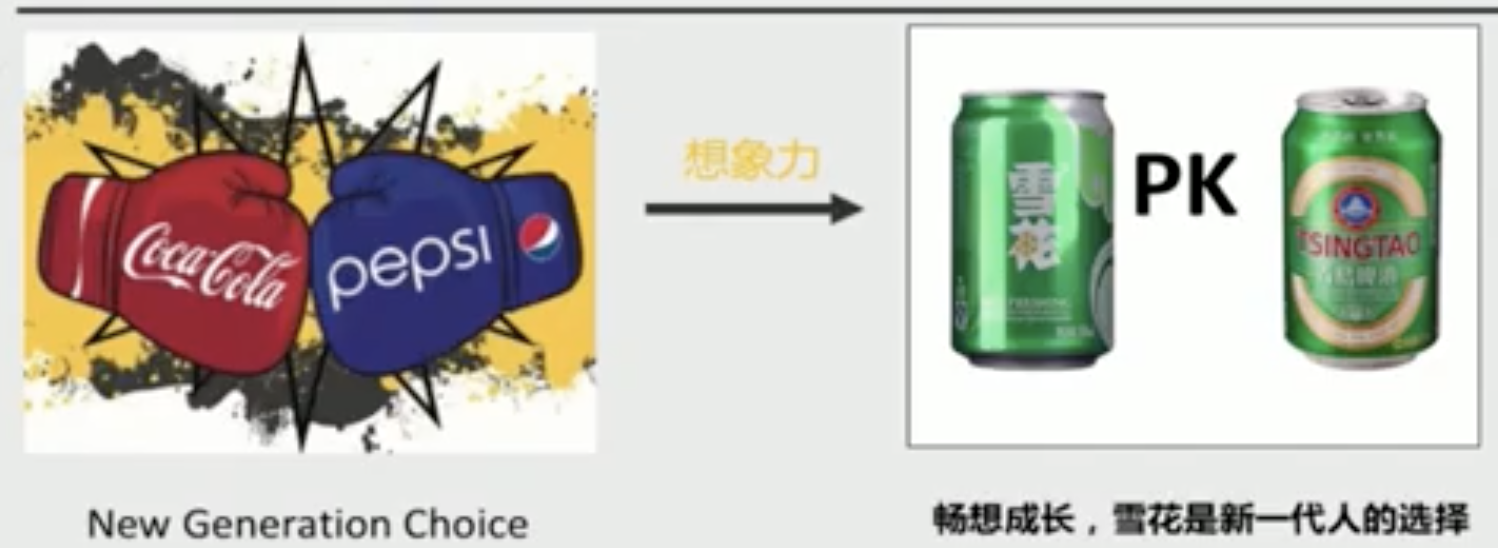 Coca-Cola
pepsi
New Generation Choice
想象力
雪花
PK
TSINGTAO
青岛啤酒
畅想成长，雪花是新一代人的选择